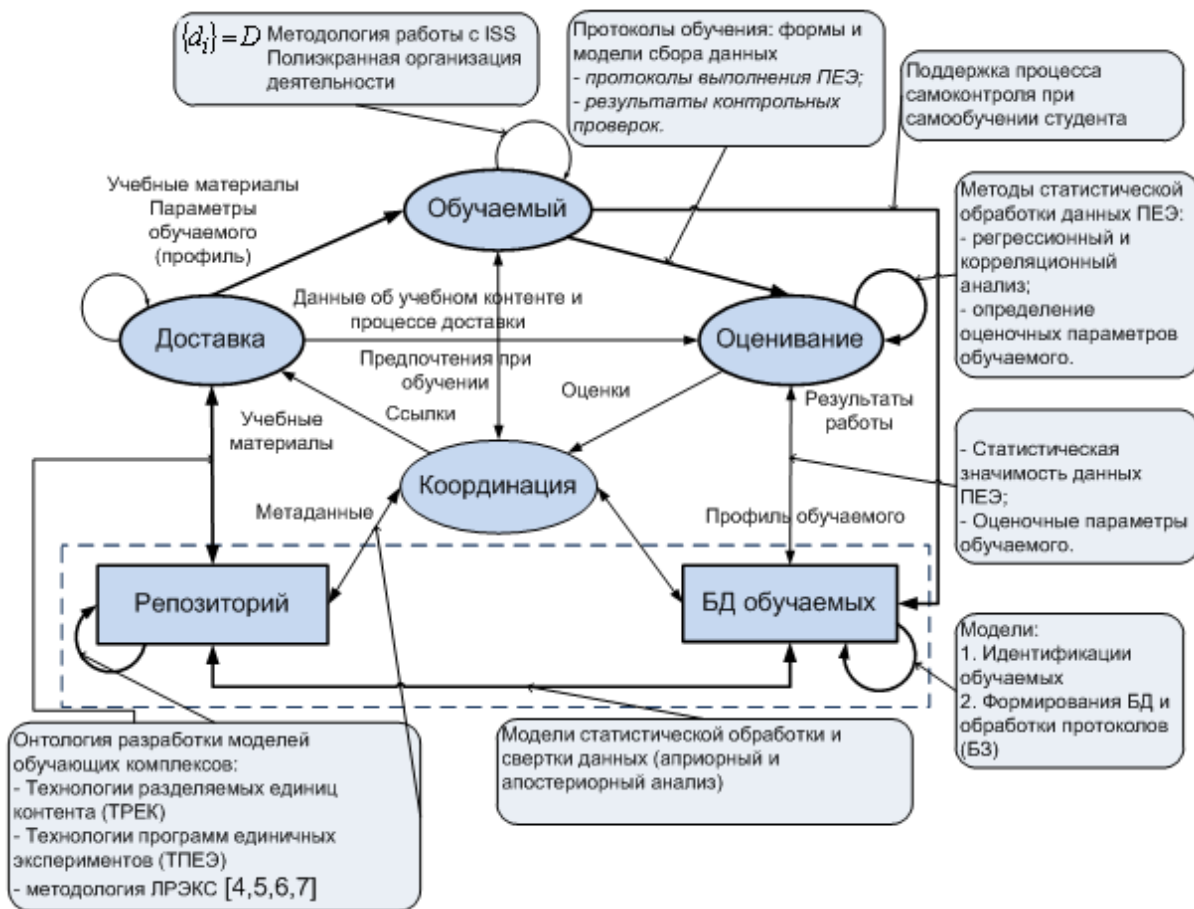 {d_i} = D Методология работы с ISS
Полиэкранная организация
деятельности
Протоколы обучения: формы и
модели сбора данных
- протоколы выполнения ПЕЭ;
- результаты контрольных
проверок.
Поддержка процесса
самоконтроля при
самообучении студента
Учебные материалы
Параметры
обучаемого
(профиль)
Обучаемый
Методы статистической
обработки данных ПЕЭ:
- регрессионный и
корреляционный
анализ;
- определение
оценочных параметров
обучаемого.
Доставка
Данные об учебном контенте и
процессе доставки
Оценивание
Предпочтения при
обучении
Учебные
материалы
Ссылки
Оценки
Результаты
работы
- Статистическая
значимость данных
ПЕЭ;
- Оценочные параметры
обучаемого.
Координация
Метаданные
Профиль обучаемого
Репозиторий
БД обучаемых
Модели:
1. Идентификации
обучаемых
2. Формирования БД и
обработки протоколов
(БЗ)
Онтология разработки моделей
обучающих комплексов:
- Технологии разделяемых единиц
контента (ТРЕК)
- Технологии программ единичных
экспериментов (ТПЕЭ)
- методология ЛРЭКС [4,5,6,7]
Модели статистической обработки и
свертки данных (априорный и
апостериорный анализ)